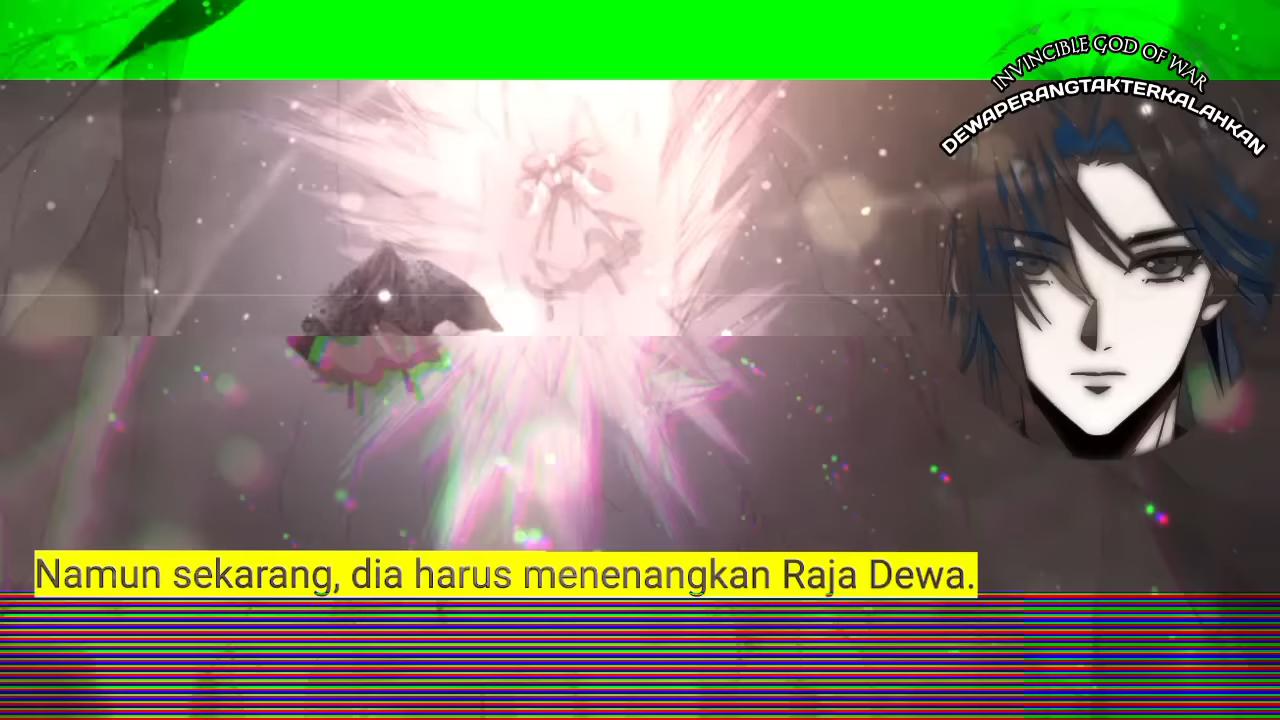 INVINCIBLE GOD OF WAR
DEWAPERANGTAKTERKALAHKAN
Namun sekarang, dia harus menenangkan Raja Dewa.